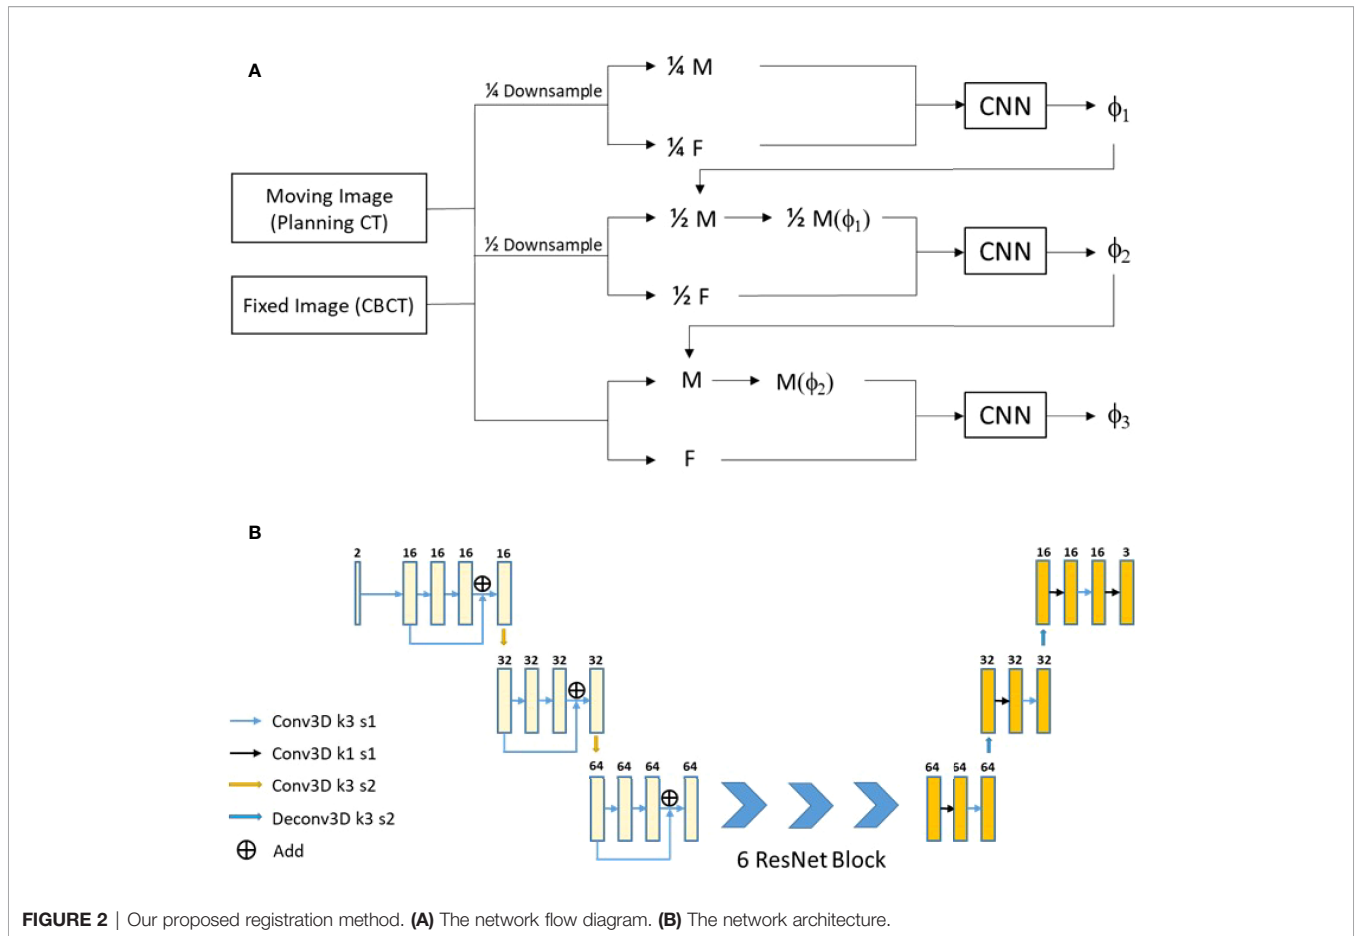 A
¼ M
¼ Downsample
CNN
ϕ1
¼ F
Moving Image
(Planning CT)
½ M
½ M(ϕ1)
½ Downsample
CNN
ϕ2
Fixed Image (CBCT)
½ F
M
M(ϕ2)
CNN
ϕ3
F
B
2 16 16 16 16
16 16 16 3
32 32 32 32
32 32 32
Conv3D k3 s1
Conv3D k1 s1
64 64 64 64
64 64 64
Conv3D k3 s2
Deconv3D k3 s2
Add
6 ResNet Block
FIGURE 2 | Our proposed registration method. (A) The network flow diagram. (B) The network architecture.